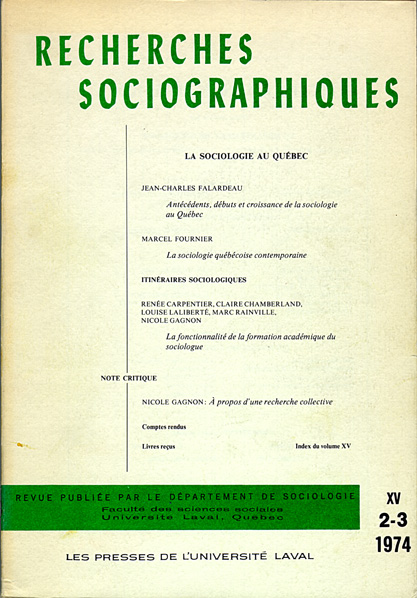 RECHERCHES
SOCIOGRAPHIQUES
LA SOCIOLOGIE AU QUÉBEC
JEAN-CHARLES FALARDEAU
Antécédents, débuts et croissance de la sociologie
au Québec
MARCEL FOURNIER
La sociologie québécoise contemporaine
ITINÉRAIRES SOCIOLOGIQUES
RENÉE CARPENTIER, CLAIRE CHAMBERLAND,
LOUISE LALIBERTÉ, MARC RAINVILLE,
NICOLE GAGNON
La fonctionnalité de la formation académique du
sociologue
NOTE CRITIQUE
NICOLE GAGNON: À propos d'une recherche collective
Comptes rendus
Livres reçus Index du volume XV
REVUE PUBLIÉE PAR LE DÉPARTEMENT DE SOCIOLOGIE
Faculté des sciences sociales
Université Laval, Québec
XV
2-3
1974
LES PRESSES DE L'UNIVERSITÉ LAVAL